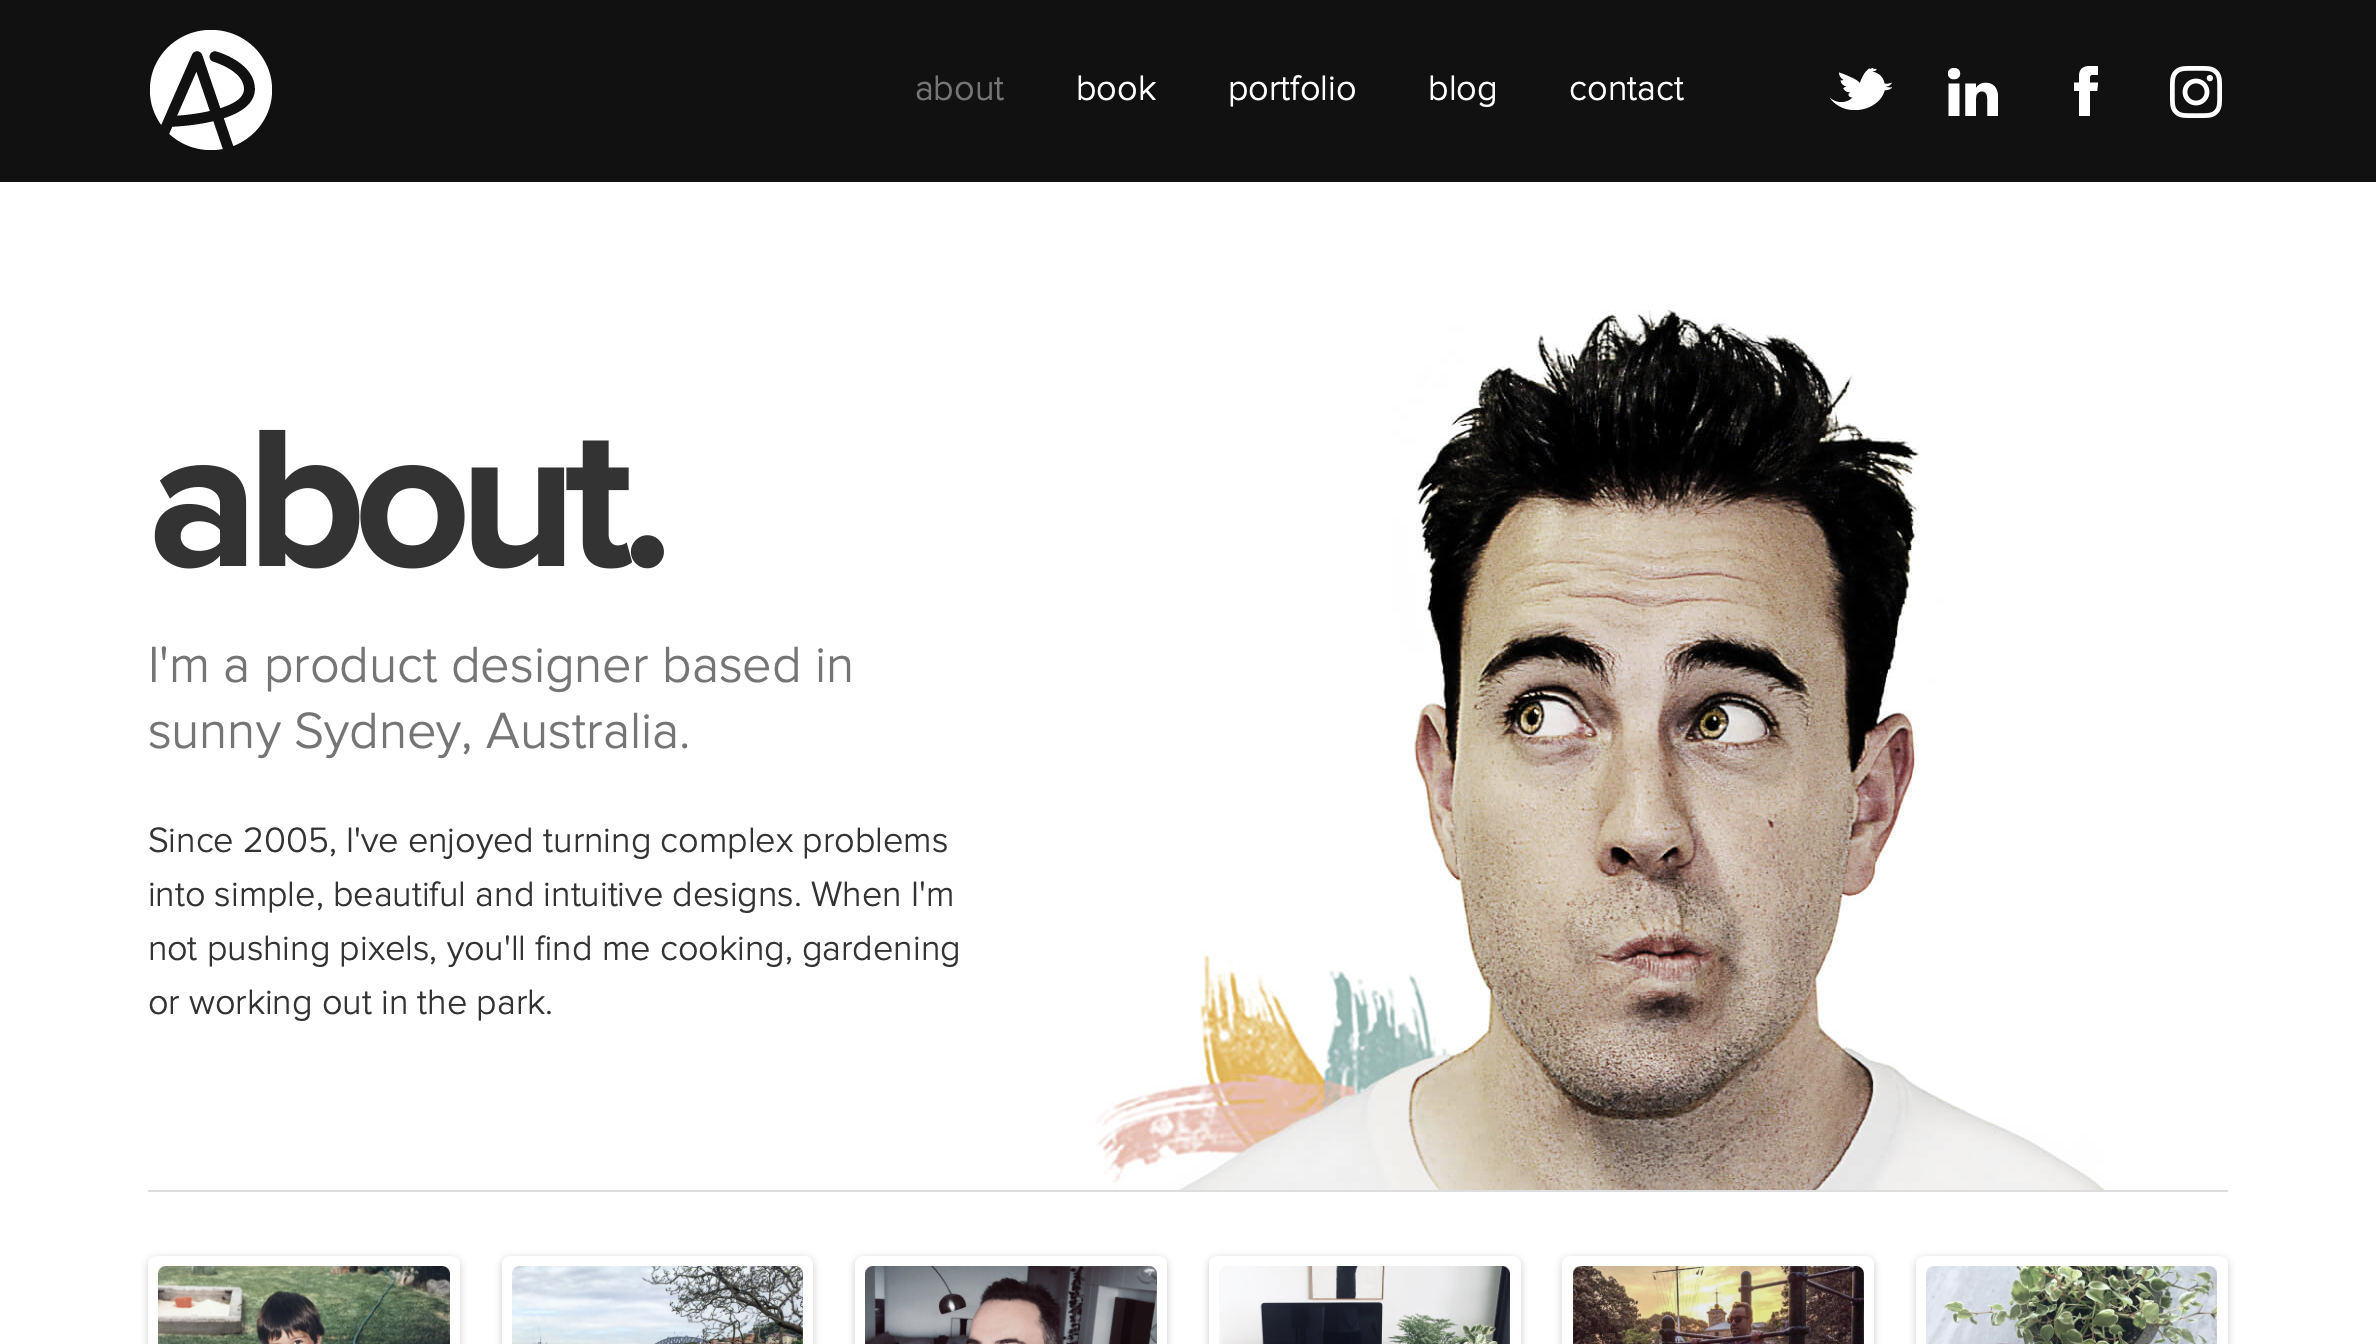 about book portfolio blog contact
about.
I'm a product designer based in
sunny Sydney, Australia.
Since 2005, I've enjoyed turning complex problems
into simple, beautiful and intuitive designs. When I'm
not pushing pixels, you'll find me cooking, gardening
or working out in the park.